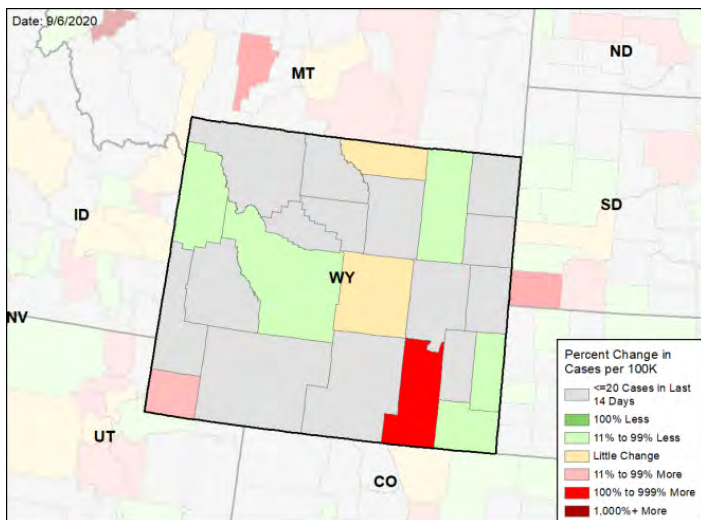 Date: 9/6/2020
ND
MT
SD
ID
WY
NV
UT
CO
Percent Change in
Cases per 100K
<=20 Cases in Last
14 Days
100% Less
11% to 99% Less
Little Change
11% to 99% More
100% to 999% More
1,000%+ More